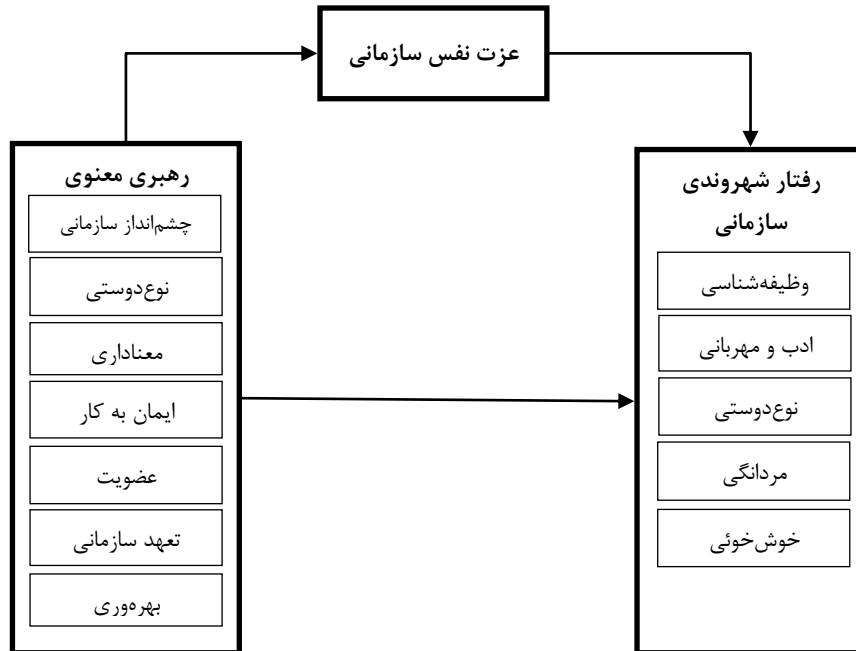 عزت نفس سازمانی
رهبری معنوی
چشم‌انداز سازمانی
نوع‌دوستی
معناداری
ایمان به کار
عضویت
تعهد سازمانی
بهره‌وری
رفتار شهروندی
سازمانی
وظیفه‌شناسی
ادب و مهربانی
نوع‌دوستی
مردانگی
خوش‌خوئی